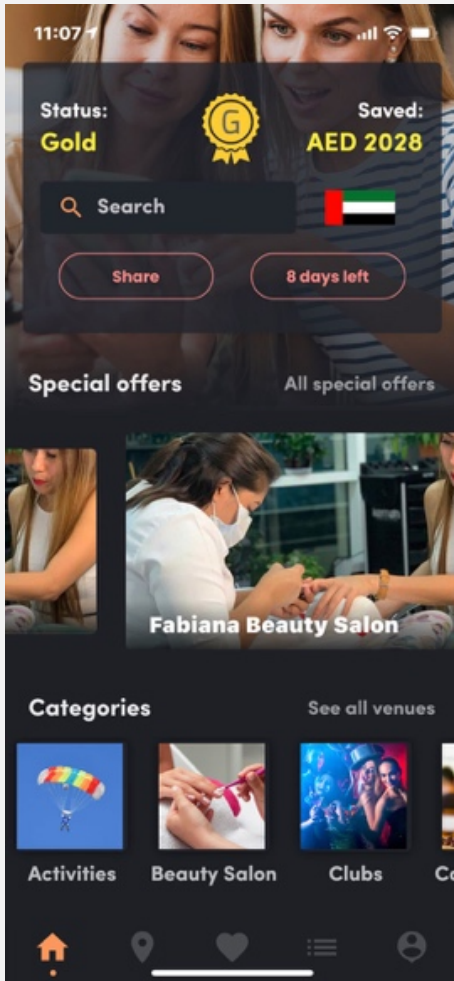 11:07
Status:
Gold
G
Saved:
AED 2028
Search
Share
8 days left
Special offers
All special offers
Fabiana Beauty Salon
Categories
See all venues
Activities
Beauty Salon
Clubs